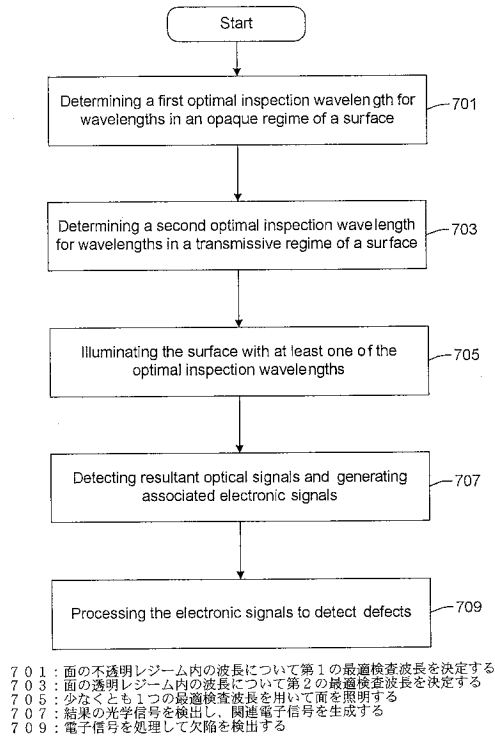 Start
Determining a first optimal inspection wavelength for
wavelengths in an opaque regime of a surface
701
Determining a second optimal inspection wavelength
for wavelengths in a transmissive regime of a surface
703
Illuminating the surface with at least one of the
optimal inspection wavelengths
705
Detecting resultant optical signals and generating
associated electronic signals
707
Processing the electronic signals to detect defects
709
701：面の不透明レジーム内の波長について第1の最適検査波長を決定する
703：面の透明レジーム内の波長について第2の最適検査波長を決定する
705：少なくとも1つの最適検査波長を用いて面を照明する
707：結果の光学信号を検出し、関連電子信号を生成する
709：電子信号を処理して欠陥を検出する